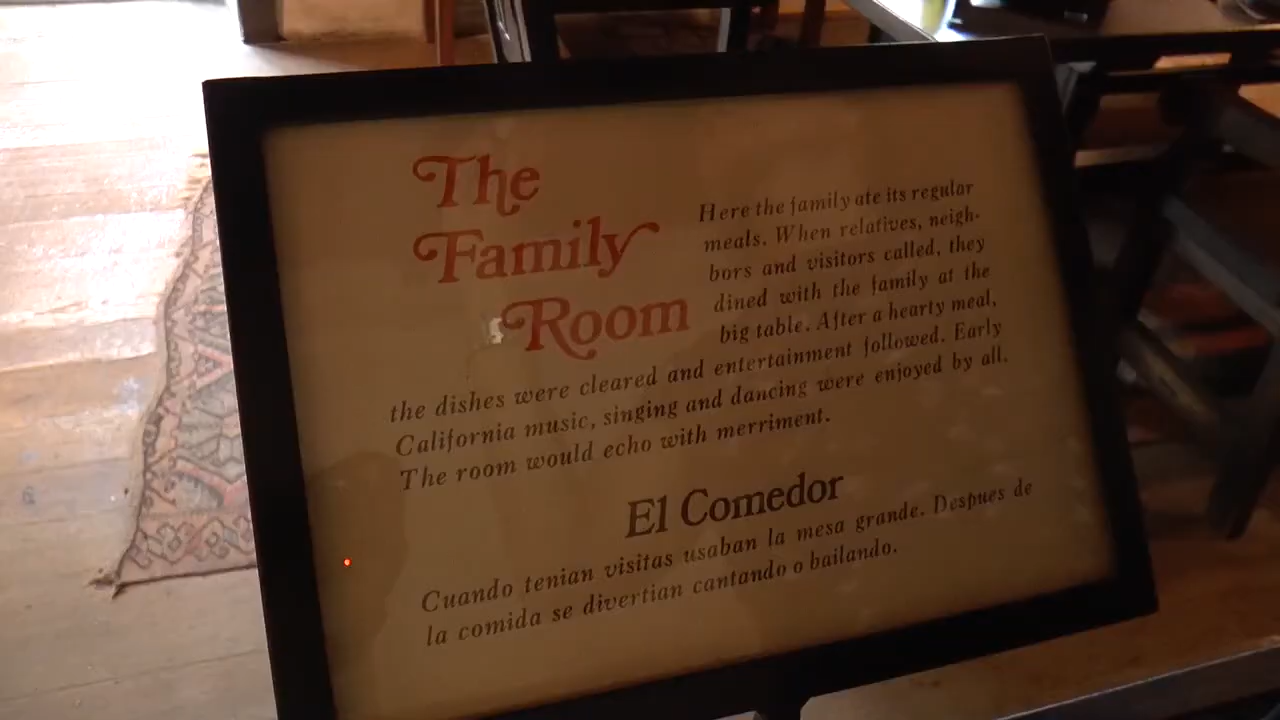 The
Family
Room
Here the family ate its regular
meals. When relatives, neigh-
bors and visitors called, they
dined with the family at the
big table. After a hearty meal,
the dishes were cleared and entertainment followed. Early
California music, singing and dancing were enjoyed by all.
The room would echo with merriment.
El Comedor
Cuando tenian visitas usaban la mesa grande. Despues de
la comida se divertian cantando o bailando.